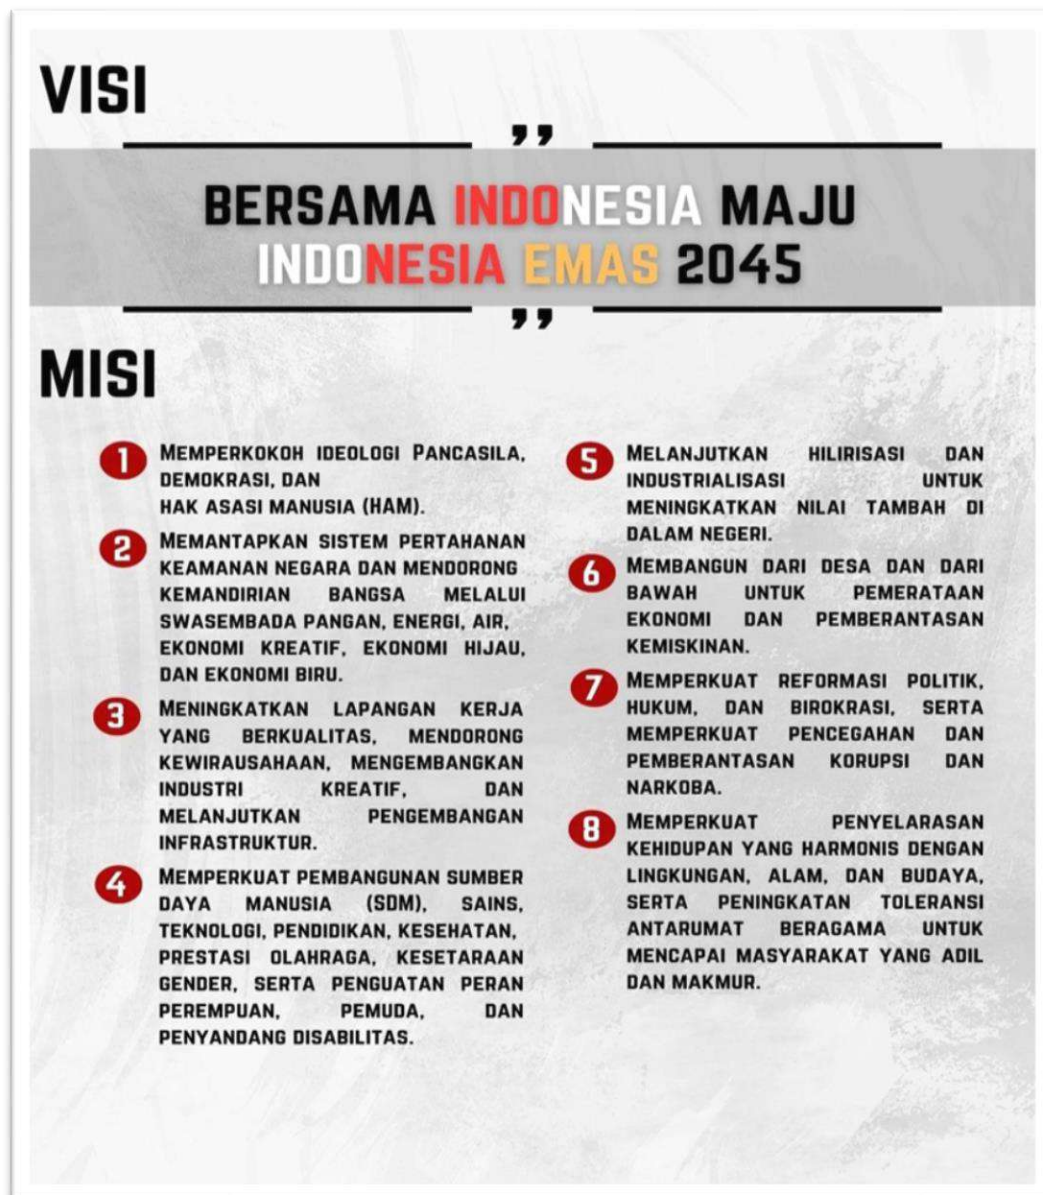 VISI
”
BERSAMA INDONESIA MAJU
INDONESIA EMAS 2045
”
MISI
1 MEMPERKOKOH IDEOLOGI PANCASILA,
DEMOKRASI, DAN
HAK ASASI MANUSIA (HAM).
2 MEMANTAPKAN SISTEM PERTAHANAN
KEAMANAN NEGARA DAN MENDORONG
KEMANDIRIAN BANGSA MELALUI
SWASEMBADA PANGAN, ENERGI, AIR,
EKONOMI KREATIF, EKONOMI HIJAU,
DAN EKONOMI BIRU.
3 MENINGKATKAN LAPANGAN KERJA
YANG BERKUALITAS, MENDORONG
KEWIRAUSAHAAN, MENGEMBANGKAN
INDUSTRI KREATIF, DAN
MELANJUTKAN PENGEMBANGAN
INFRASTRUKTUR.
4 MEMPERKUAT PEMBANGUNAN SUMBER
DAYA MANUSIA (SDM), SAINS,
TEKNOLOGI, PENDIDIKAN, KESEHATAN,
PRESTASI OLAHRAGA, KESETARAAN
GENDER, SERTA PENGUATAN PERAN
PEREMPUAN, PEMUDA, DAN
PENYANDANG DISABILITAS.
5 MELANJUTKAN HILIRISASI DAN
INDUSTRIALISASI UNTUK
MENINGKATKAN NILAI TAMBAH DI
DALAM NEGERI.
6 MEMBANGUN DARI DESA DAN DARI
BAWAH UNTUK PEMERATAAN
EKONOMI DAN PEMBERANTASAN
KEMISKINAN.
7 MEMPERKUAT REFORMASI POLITIK,
HUKUM, DAN BIROKRASI, SERTA
MEMPERKUAT PENCEGAHAN DAN
PEMBERANTASAN KORUPSI DAN
NARKOBA.
8 MEMPERKUAT PENYELARASAN
KEHIDUPAN YANG HARMONIS DENGAN
LINGKUNGAN, ALAM, DAN BUDAYA,
SERTA PENINGKATAN TOLERANSI
ANTARUMAT BERAGAMA UNTUK
MENCAPAI MASYARAKAT YANG ADIL
DAN MAKMUR.